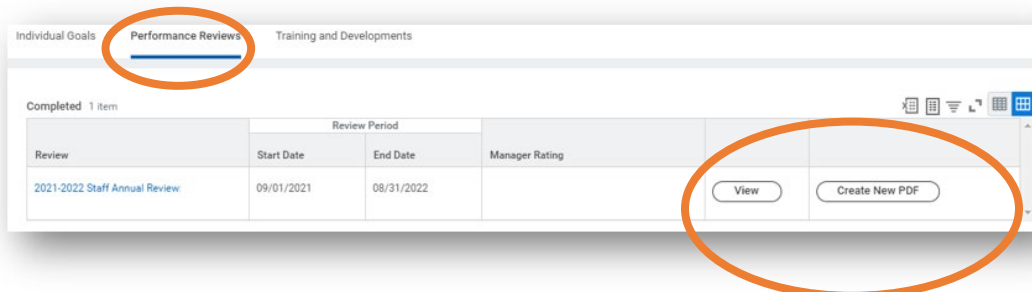 Individual Goals Performance Reviews Training and Developments
Completed 1 item
Review Period
Review Start Date End Date Manager Rating
2021-2022 Staff Annual Review 09/01/2021 08/31/2022 View Create New PDF